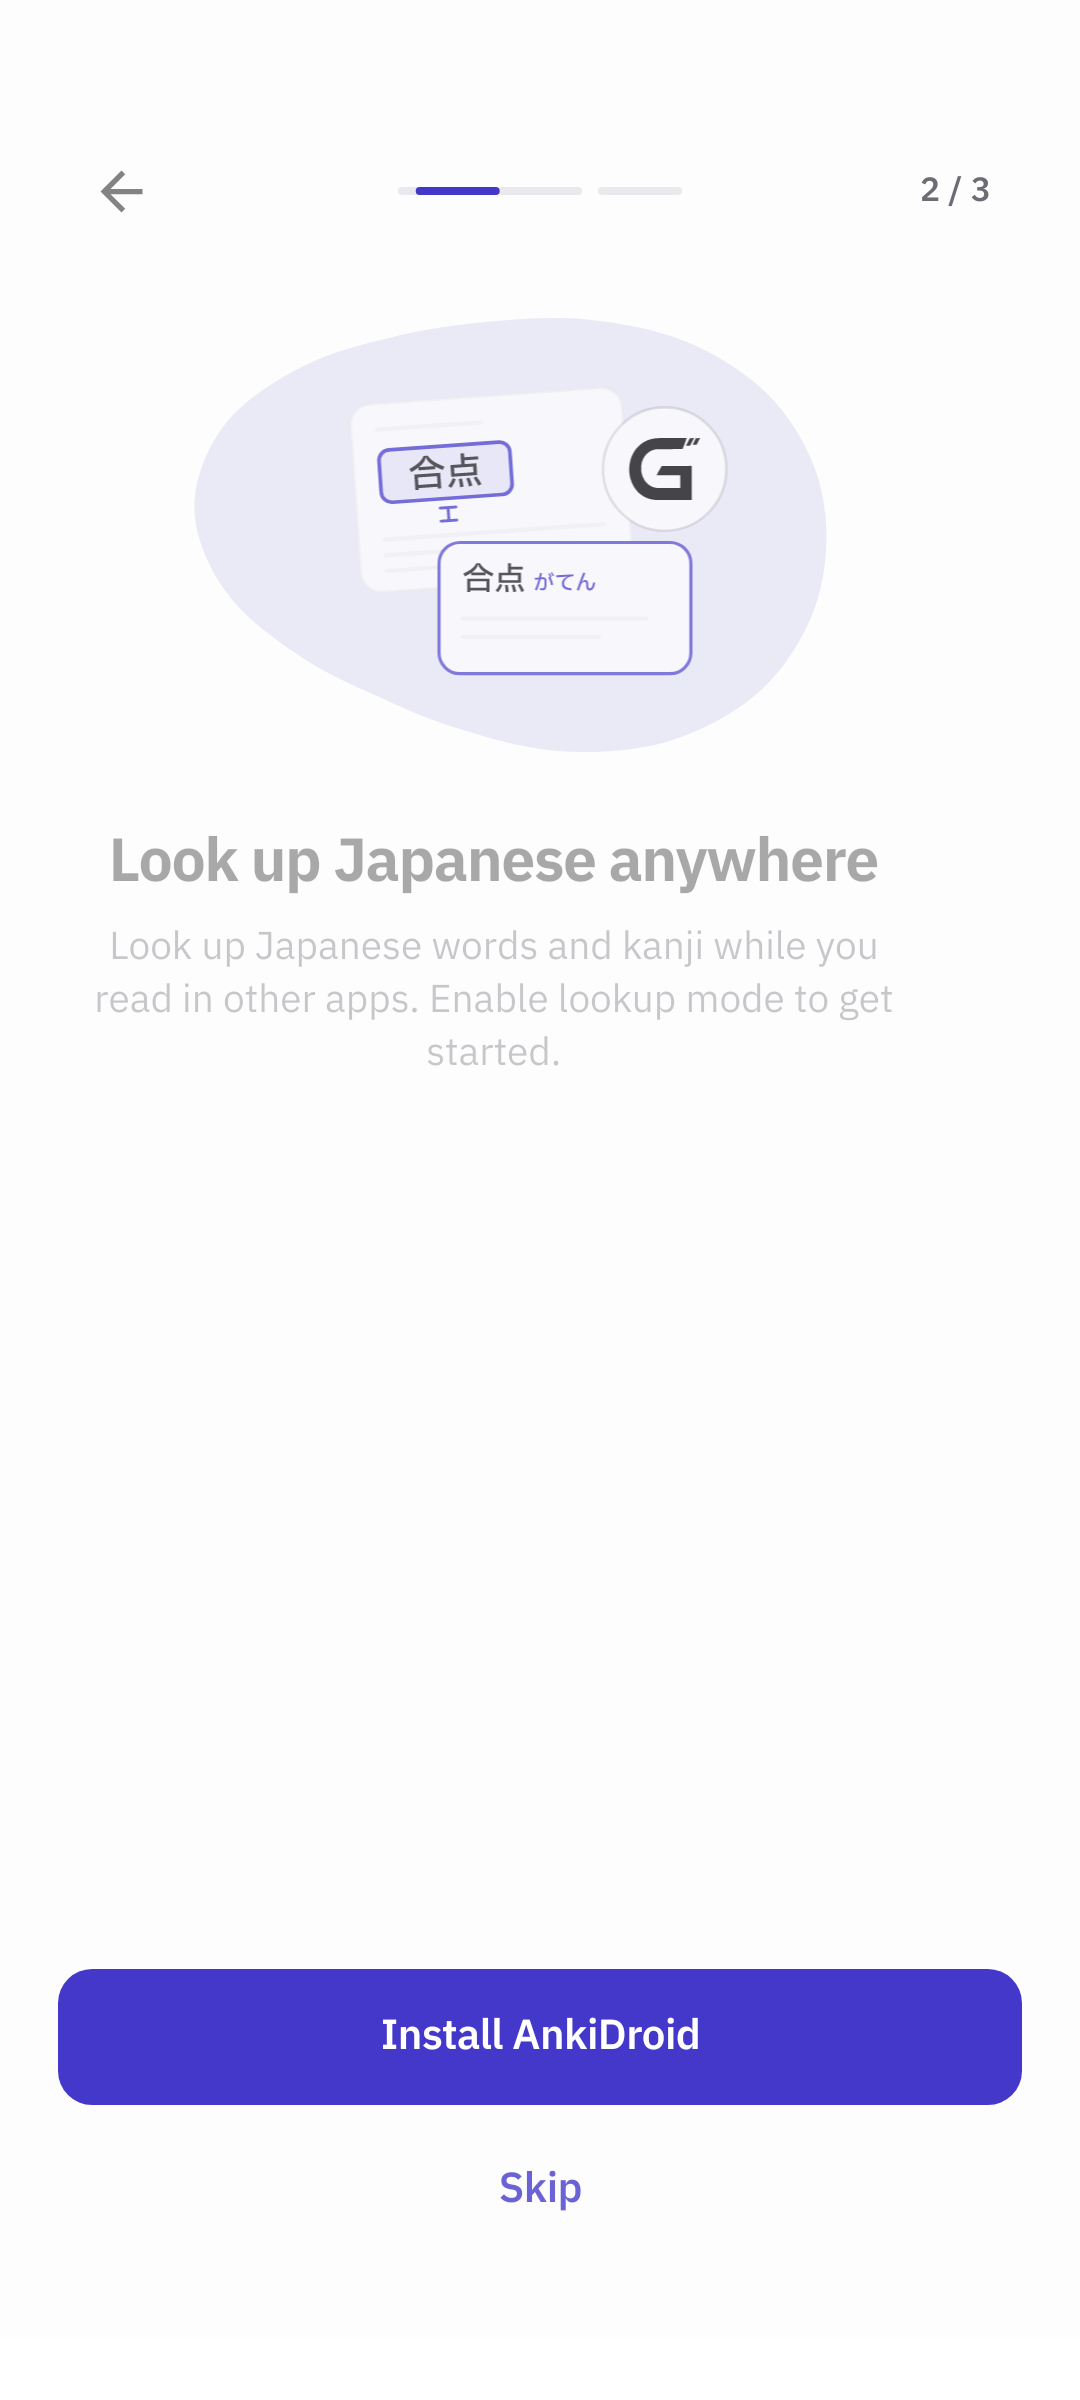 2 / 3
合点
合点 がてん
Look up Japanese anywhere
Look up Japanese words and kanji while you
read in other apps. Enable lookup mode to get
started.
Install AnkiDroid
Skip